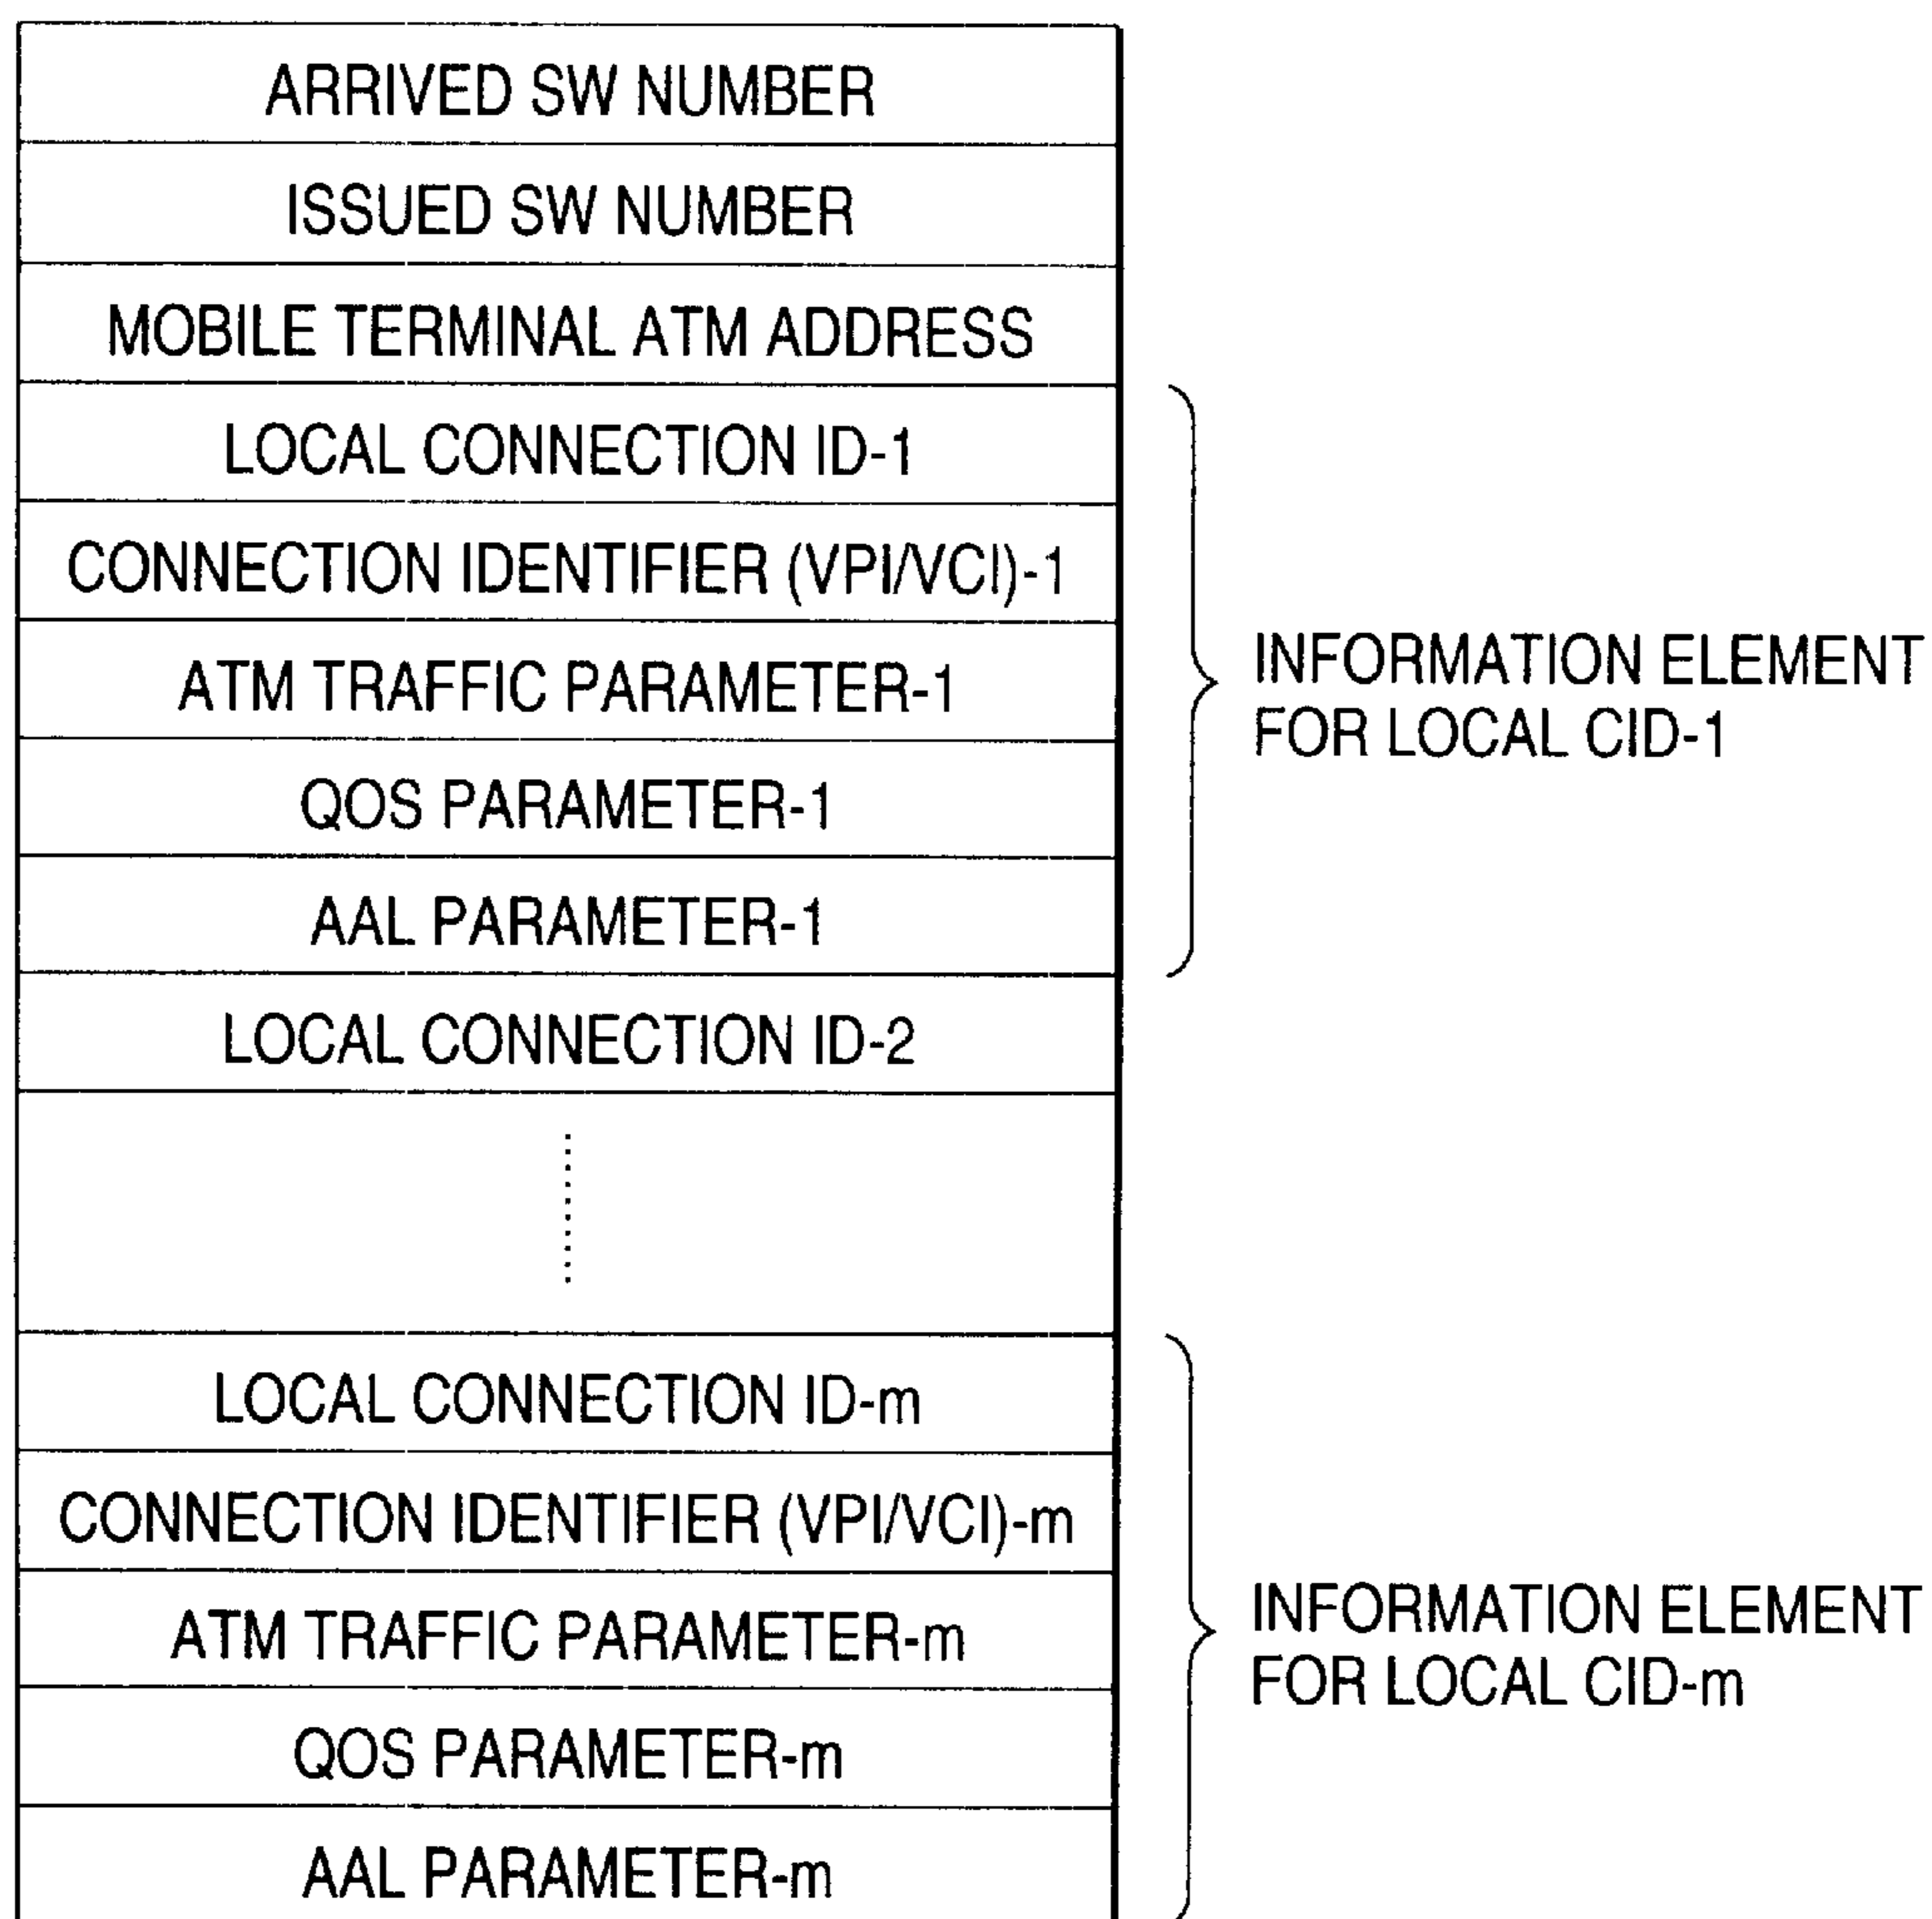 ARRIVED SW NUMBER
ISSUED SW NUMBER
MOBILE TERMINAL ATM ADDRESS
LOCAL CONNECTION ID-1
CONNECTION IDENTIFIER (VPI/VCI)-1
ATM TRAFFIC PARAMETER-1
QOS PARAMETER-1
AAL PARAMETER-1
INFORMATION ELEMENT
FOR LOCAL CID-1
LOCAL CONNECTION ID-2
LOCAL CONNECTION ID-m
CONNECTION IDENTIFIER (VPI/VCI)-m
ATM TRAFFIC PARAMETER-m
QOS PARAMETER-m
AAL PARAMETER-m
INFORMATION ELEMENT
FOR LOCAL CID-m